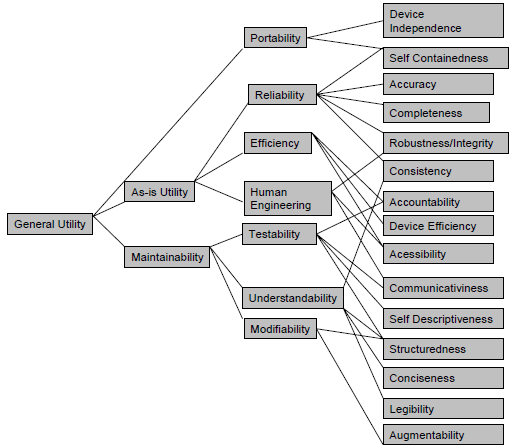 General Utility
Portability
As-is Utility
Maintainability
Reliability
Efficiency
Human
Engineering
Testability
Understandability
Modifiability
Device
Independence
Self Containedness
Accuracy
Completeness
Robustness/Integrity
Consistency
Accountability
Device Efficiency
Acessibility
Communicativiness
Self Descriptiveness
Structuredness
Conciseness
Legibility
Augmentability